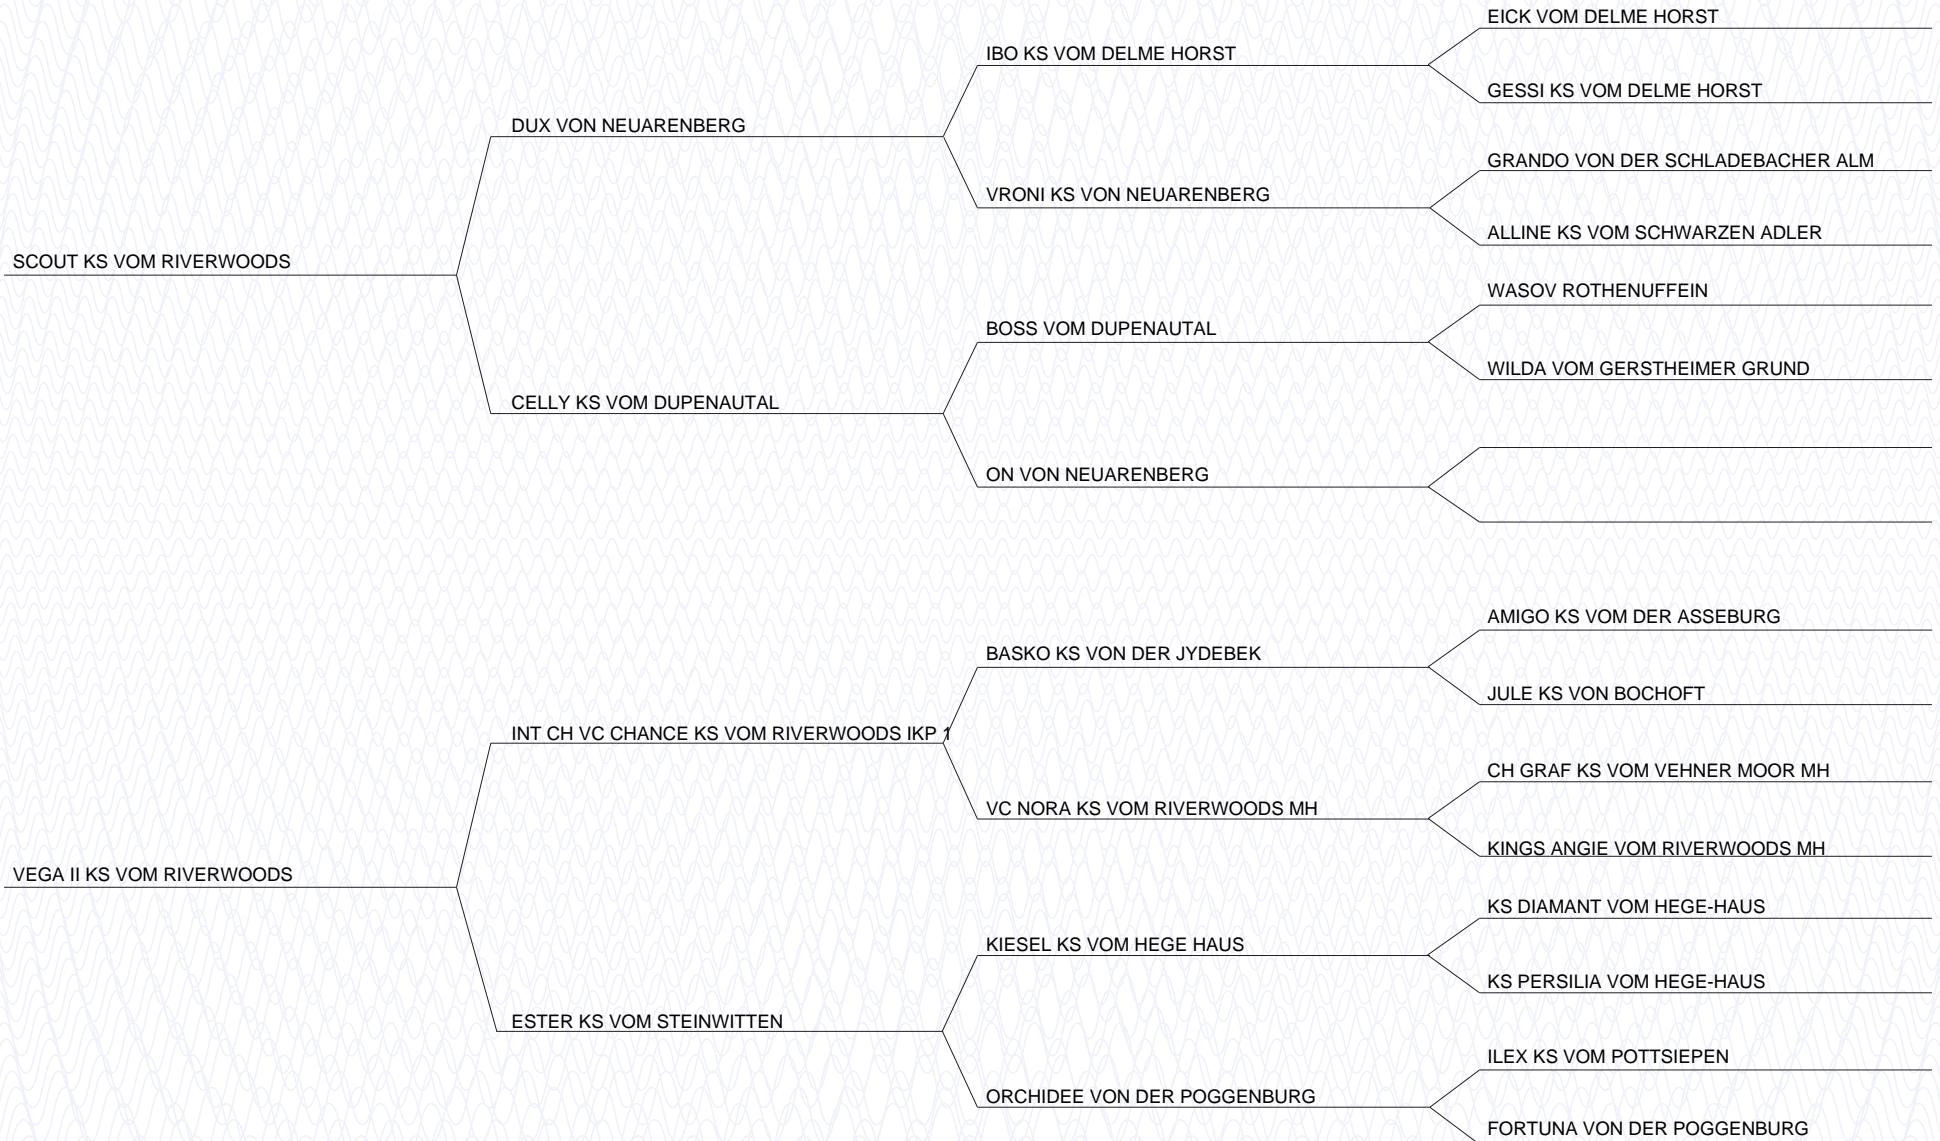 EICK VOM DELME HORST
IBO KS VOM DELME HORST
GESSI KS VOM DELME HORST
DUX VON NEUARENBERG
GRANDO VON DER SCHLADEBACHER ALM
VRONI KS VON NEUARENBERG
ALLINE KS VOM SCHWARZEN ADLER
SCOUT KS VOM RIVERWOODS
WASOV ROTHENUFFEIN
BOSS VOM DUPENAUTAL
WILDA VOM GERSTHEIMER GRUND
CELLY KS VOM DUPENAUTAL
ON VON NEUARENBERG
AMIGO KS VOM DER ASSEBURG
BASKO KS VON DER JYDEBEK
JULE KS VON BOCHOFT
INT CH VC CHANCE KS VOM RIVERWOODS IKP 1
CH GRAF KS VOM VEHNER MOOR MH
VC NORA KS VOM RIVERWOODS MH
KINGS ANGIE VOM RIVERWOODS MH
VEGA II KS VOM RIVERWOODS
KS DIAMANT VOM HEGE-HAUS
KIESEL KS VOM HEGE HAUS
KS PERSILIA VOM HEGE-HAUS
ESTER KS VOM STEINWITTEN
ILEX KS VOM POTTSIEPEN
ORCHIDEE VON DER POGGENBURG
FORTUNA VON DER POGGENBURG